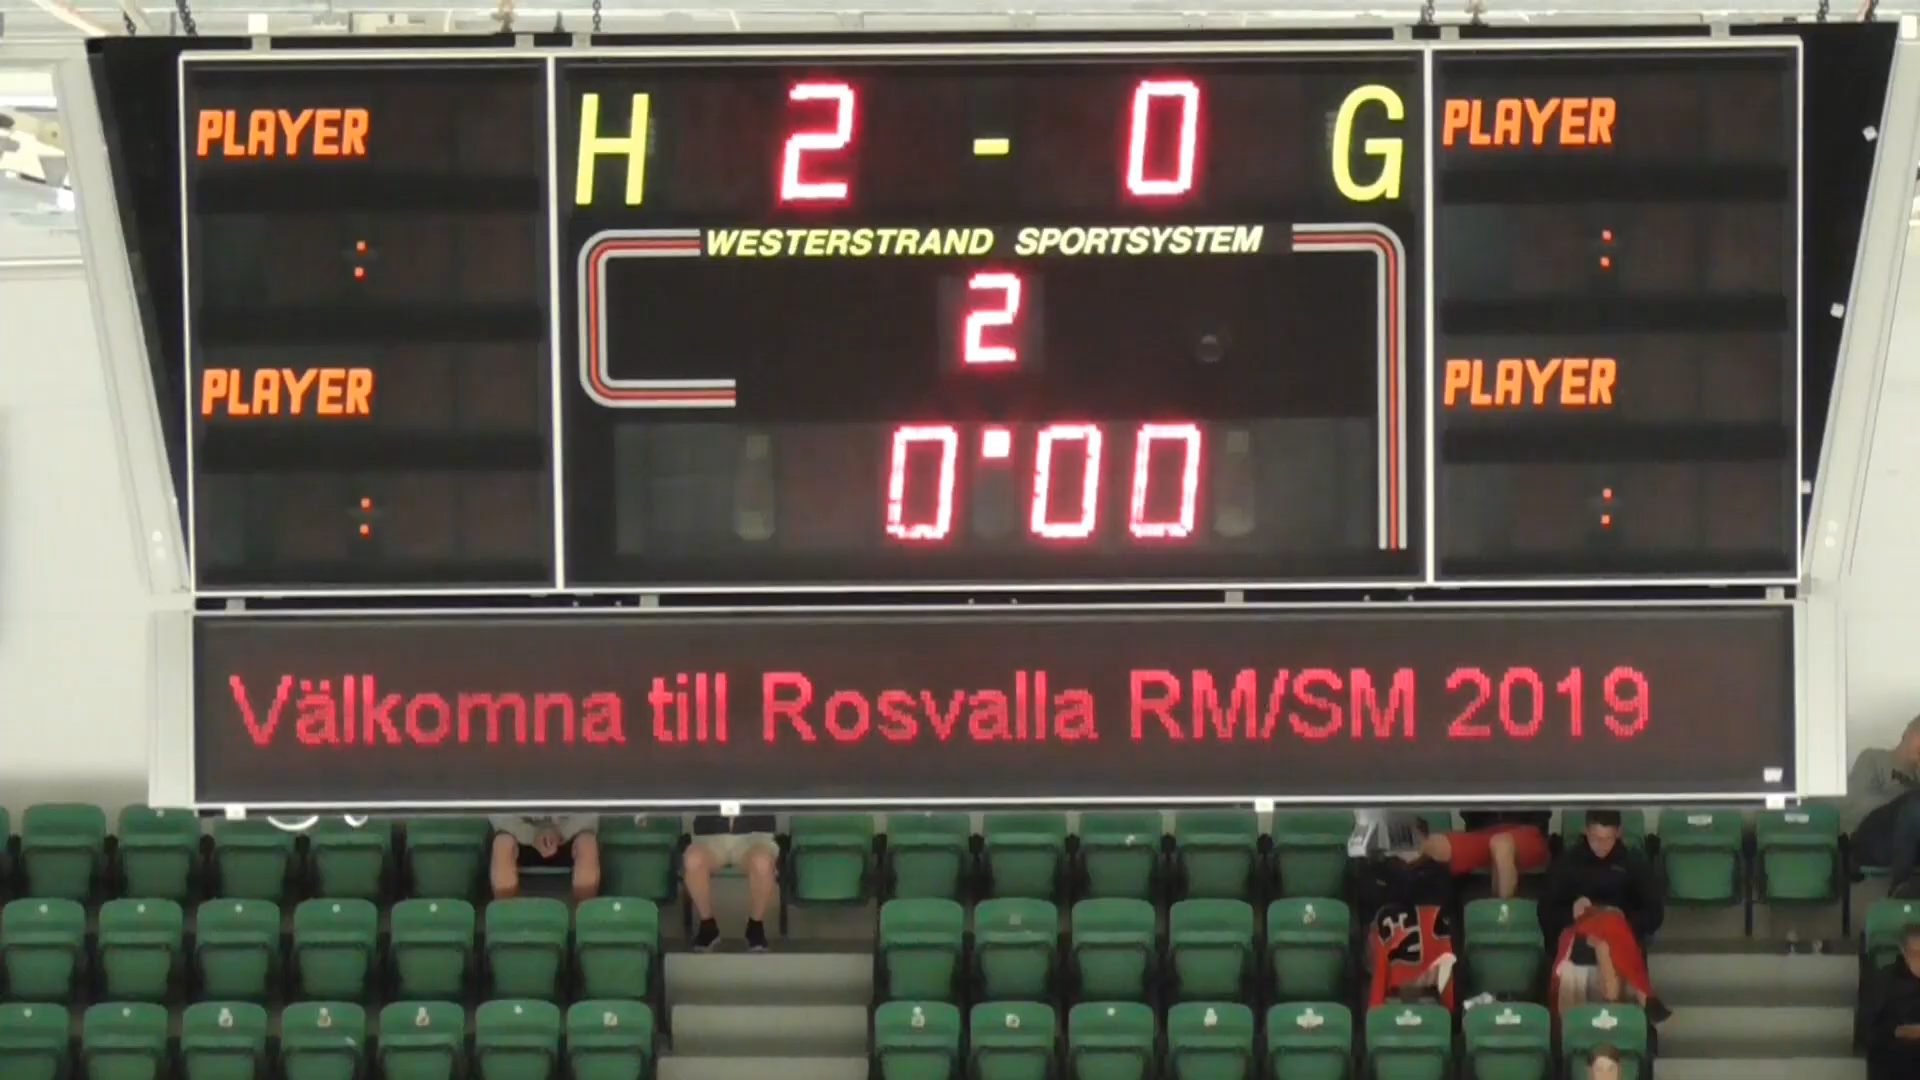 H 2 - 0 G
PLAYER PLAYER
WESTERSTRAND SPORTSYSTEM
: 2 :
PLAYER PLAYER
: 0:00 :
Välkomna till Rosvalla RM/SM 2019